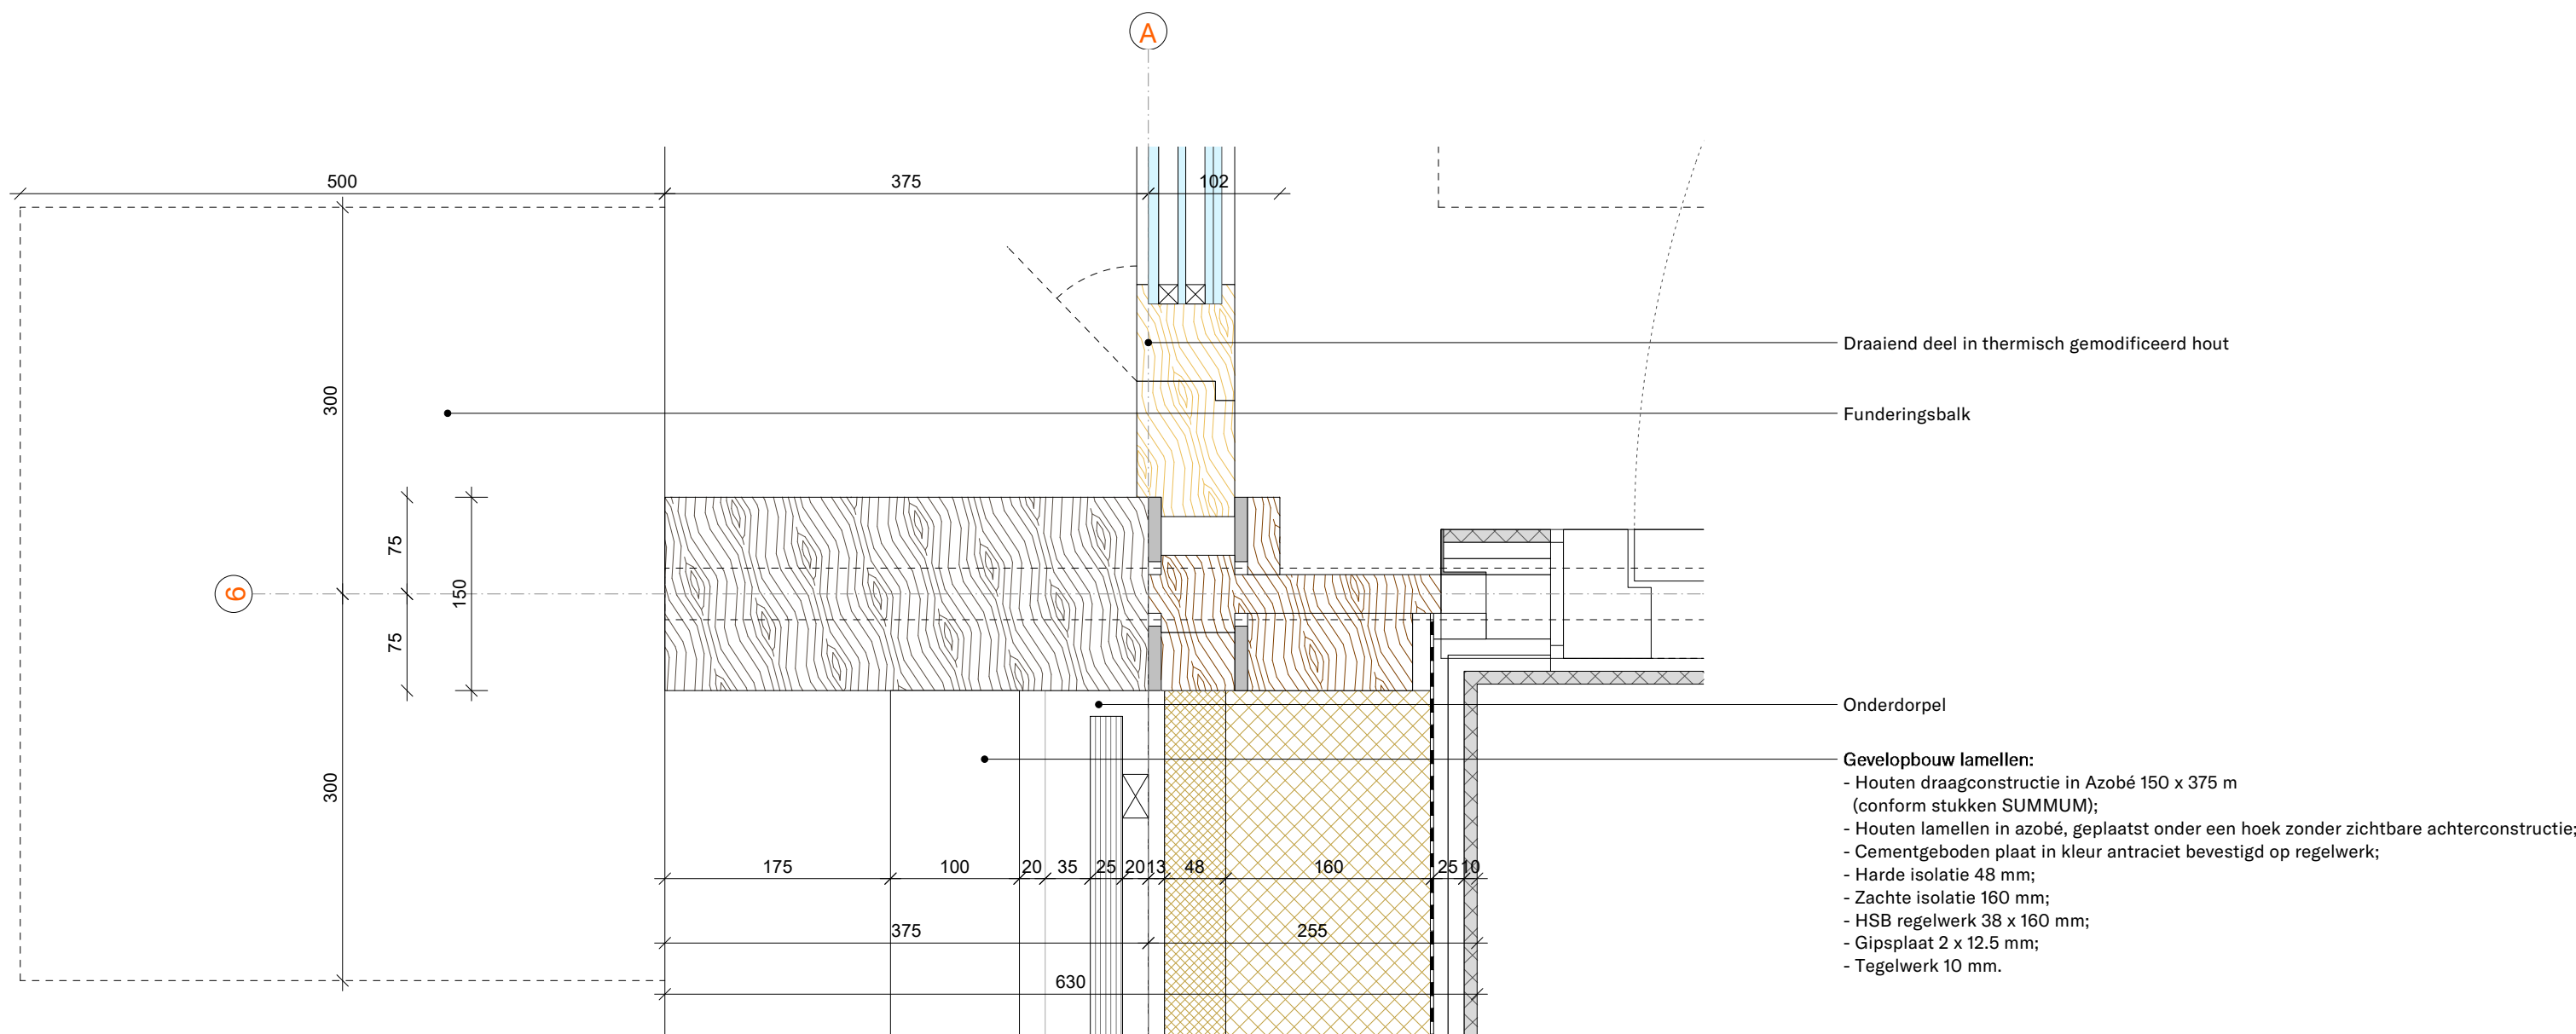 A
500
375
102
Draaiend deel in thermisch gemodificeerd hout
300
Funderingsbalk
75
150
6
75
Onderdorpel
300
Gevelopbouw lamellen:
- Houten draagconstructie in Azobé 150 x 375 m
(conform stukken SUMMUM);
- Houten lamellen in azobé, geplaatst onder een hoek zonder zichtbare achterconstructie;
- Cementgeboden plaat in kleur antraciet bevestigd op regelwerk;
- Harde isolatie 48 mm;
- Zachte isolatie 160 mm;
- HSB regelwerk 38 x 160 mm;
- Gipsplaat 2 x 12.5 mm;
- Tegelwerk 10 mm.
175 100 20 35 25 20 13 48 160 25 10
375 255
630